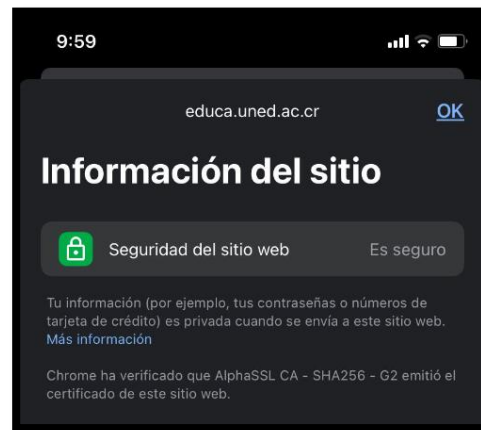 9:59
educa.uned.ac.cr OK
Información del sitio
Seguridad del sitio web Es seguro
Tu información (por ejemplo, tus contraseñas o números de
tarjeta de crédito) es privada cuando se envía a este sitio web.
Más información
Chrome ha verificado que AlphaSSL CA - SHA256 - G2 emitió el
certificado de este sitio web.